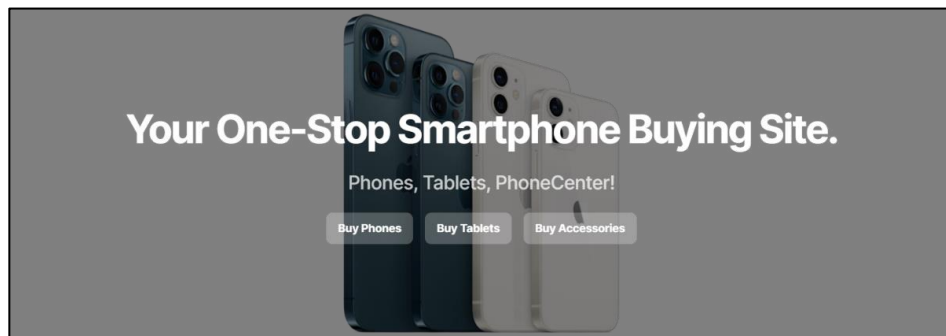 Your One-Stop Smartphone Buying Site.
Phones, Tablets, PhoneCenter!
Buy Phones
Buy Tablets
Buy Accessories